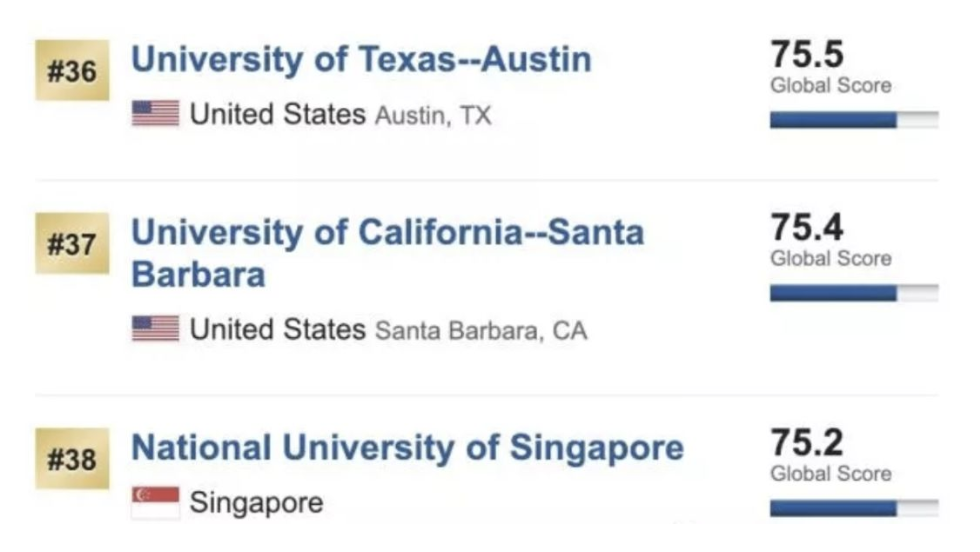 #36
University of Texas--Austin
United States Austin, TX
75.5
Global Score
#37
University of California--Santa
Barbara
United States Santa Barbara, CA
75.4
Global Score
#38
National University of Singapore
Singapore
75.2
Global Score